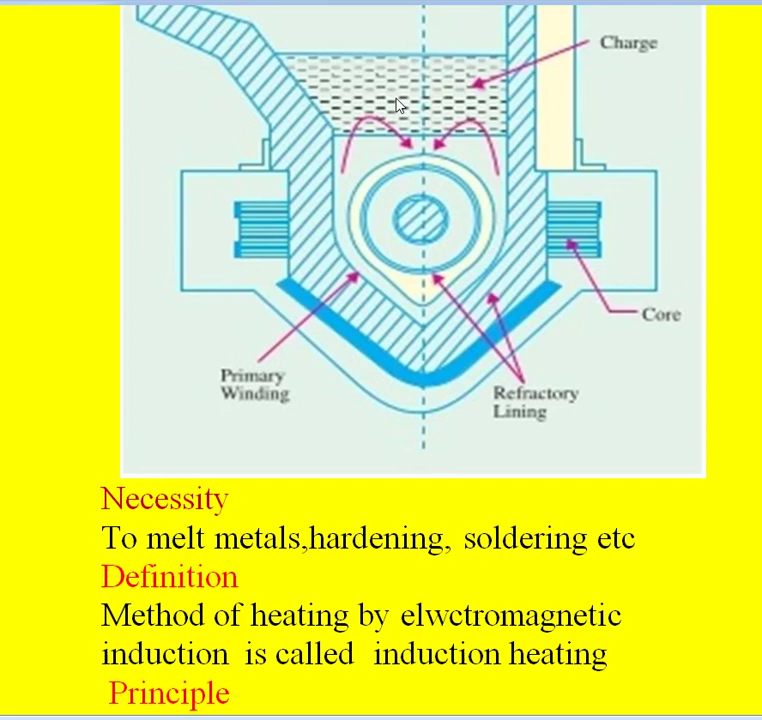 Charge
Core
Primary
Winding
Refractory
Lining
Necessity
To melt metals,hardening, soldering etc
Definition
Method of heating by elwctromagnetic
induction is called induction heating
Principle